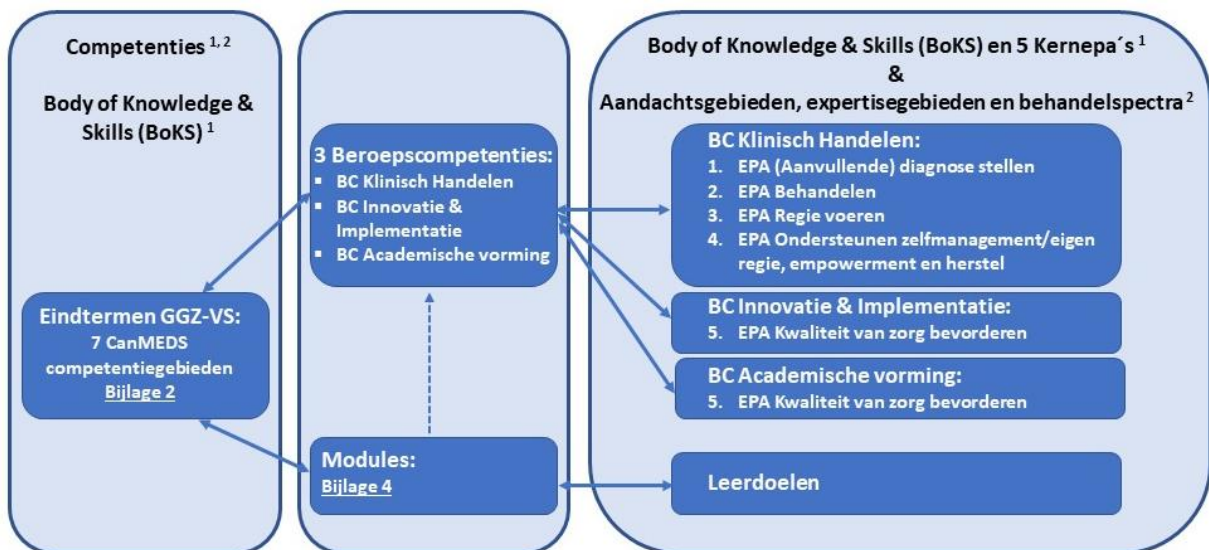 Competenties 1, 2
Body of Knowledge &
Skills (BoKS) 1
Eindtermen GGZ-VS:
7 CanMEDS
competentiegebieden
Bijlage 2
3 Beroepscompetenties:
▪ BC Klinisch Handelen
▪ BC Innovatie &
Implementatie
▪ BC Academische vorming
Modules:
Bijlage 4
Body of Knowledge & Skills (BoKS) en 5 Kernepa´s 1
&
Aandachtsgebieden, expertisegebieden en behandelspectra 2
BC Klinisch Handelen:
1. EPA (Aanvullende) diagnose stellen
2. EPA Behandelen
3. EPA Regie voeren
4. EPA Ondersteunen zelfmanagement/eigen
regie, empowerment en herstel
BC Innovatie & Implementatie:
5. EPA Kwaliteit van zorg bevorderen
BC Academische vorming:
5. EPA Kwaliteit van zorg bevorderen
Leerdoelen